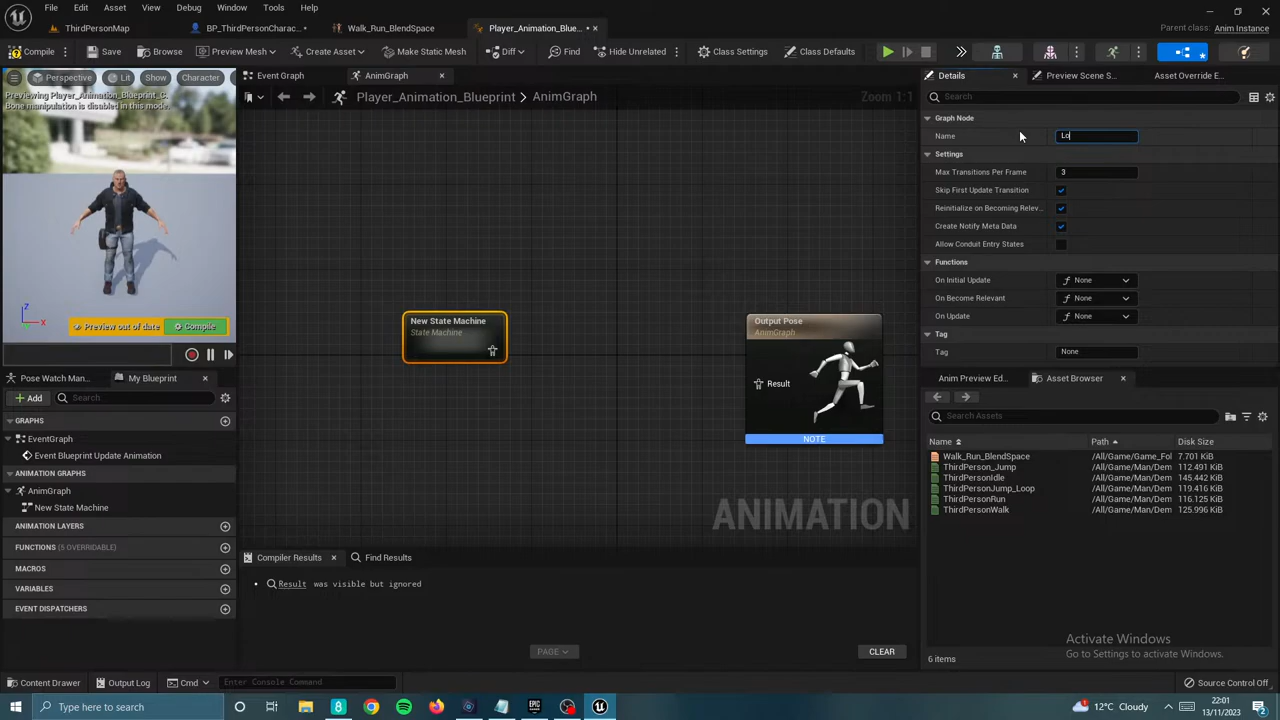 File Edit Asset View Debug Window Tools Help
ThirdPersonMap
BP_ThirdPersonCharac...
Walk_Run_BlendSpace
Player_Animation_Blue...
Parent class: Anim Instance
Compile Save Browse Preview Mesh Create Asset Make Static Mesh Diff Find Hide Unrelated Class Settings Class Defaults
Perspective Lit Show Character
Previewing Player_Animation_Blueprint_C.
Bone manipulation is disabled in this mode.
Z
X
Preview out of date Compile
Event Graph AnimGraph
Player_Animation_Blueprint > AnimGraph
Zoom 1:1
New State Machine
State Machine
Output Pose
AnimGraph
Result
NOTE
ANIMATION
Details Preview Scene S... Asset Override E...
Search
Graph Node
Name Lo
Settings
Max Transitions Per Frame 3
Skip First Update Transition
Reinitialize on Becoming Relev...
Create Notify Meta Data
Allow Conduit Entry States
Functions
On Initial Update None
On Become Relevant None
On Update None
Tag
Tag None
Pose Watch Man... My Blueprint
Add Search
GRAPHS
EventGraph
Event Blueprint Update Animation
ANIMATION GRAPHS
AnimGraph
New State Machine
ANIMATION LAYERS
FUNCTIONS (5 OVERRIDABLE)
MACROS
VARIABLES
EVENT DISPATCHERS
Compiler Results Find Results
Result was visible but ignored
PAGE
CLEAR
Anim Preview Ed... Asset Browser
Search Assets
Name Path Disk Size
Walk_Run_BlendSpace /All/Game/Game_Fol 7.701 KiB
ThirdPerson_Jump /All/Game/Man/Dem 112.491 KiB
ThirdPersonIdle /All/Game/Man/Dem 145.442 KiB
ThirdPersonJump_Loop /All/Game/Man/Dem 119.416 KiB
ThirdPersonRun /All/Game/Man/Dem 116.125 KiB
ThirdPersonWalk /All/Game/Man/Dem 125.996 KiB
6 items
Activate Windows
Go to Settings to activate Windows.
Content Drawer Output Log Cmd Enter Console Command
Source Control Off
Type here to search
12°C Cloudy
22:01
13/11/2023